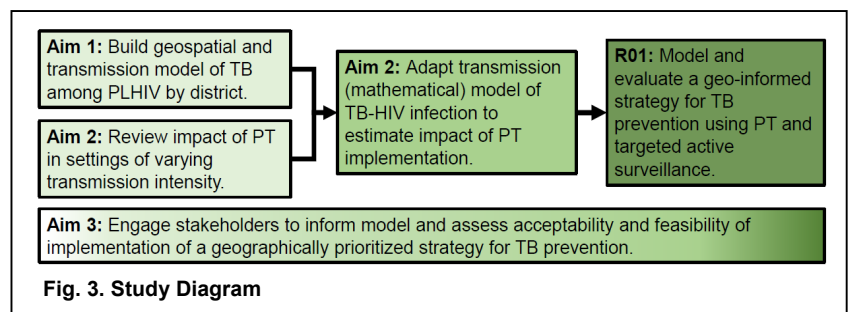 Aim 1: Build geospatial and
transmission model of TB
among PLHIV by district.
Aim 2: Review impact of PT
in settings of varying
transmission intensity.
Aim 2: Adapt transmission
(mathematical) model of
TB-HIV infection to
estimate impact of PT
implementation.
R01: Model and
evaluate a geo-informed
strategy for TB
prevention using PT and
targeted active
surveillance.
Aim 3: Engage stakeholders to inform model and assess acceptability and feasibility of
implementation of a geographically prioritized strategy for TB prevention.
Fig. 3. Study Diagram